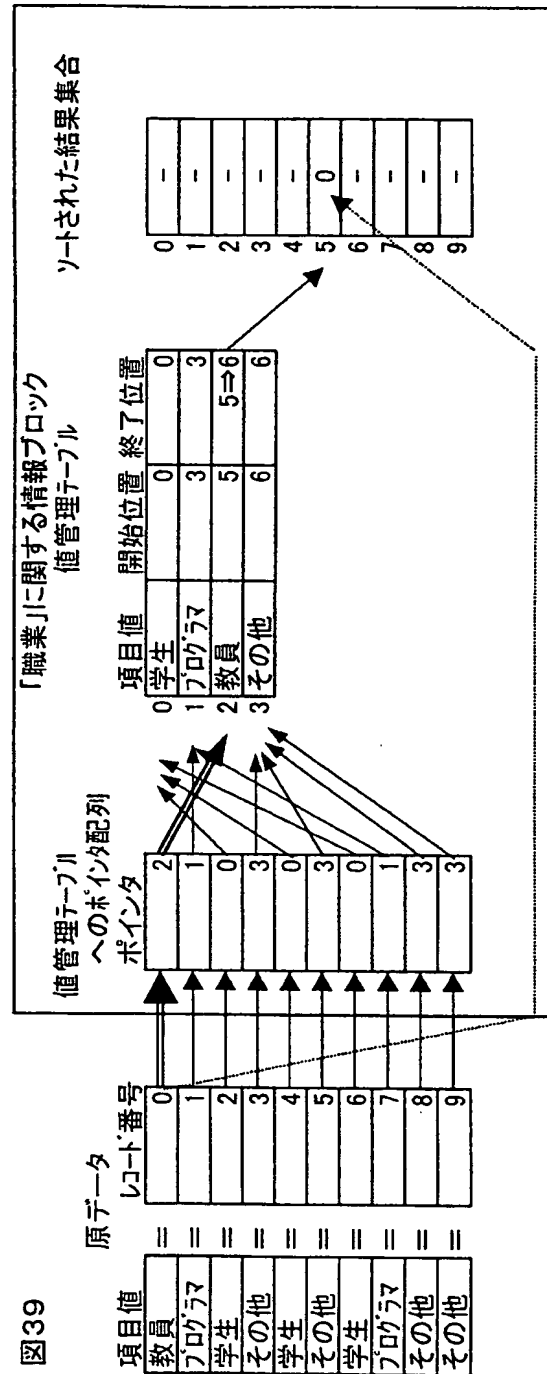 図39
「職業」に関する情報ブロック
原データ
値管理テーブル
へのポインタ配列
値管理テーブル
ソートされた結果集合
項目値 レコード番号 ポインタ
項目値 開始位置 終了位置
教員 = 0 2
プログラマ = 1 1
学生 = 2 0
その他 = 3 3
学生 = 4 0
その他 = 5 3
学生 = 6 0
プログラマ = 7 1
その他 = 8 3
その他 = 9 3
0 学生 0 0
1 プログラマ 3 3
2 教員 5 5⇒6
3 その他 6 6
0 -
1 -
2 -
3 -
4 -
5 0
6 -
7 -
8 -
9 -